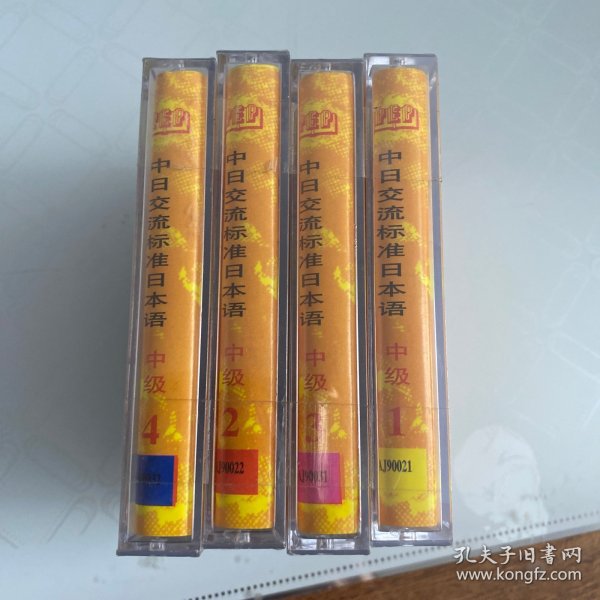 PEP
中日交流标准日本语
中级
4
PEP
中日交流标准日本语
中级
2
J90022
PEP
中日交流标准日本语
中级
3
AJ90031
PEP
中日交流标准日本语
中级
1
AJ90021
孔夫子旧书网
www.kongfz.com